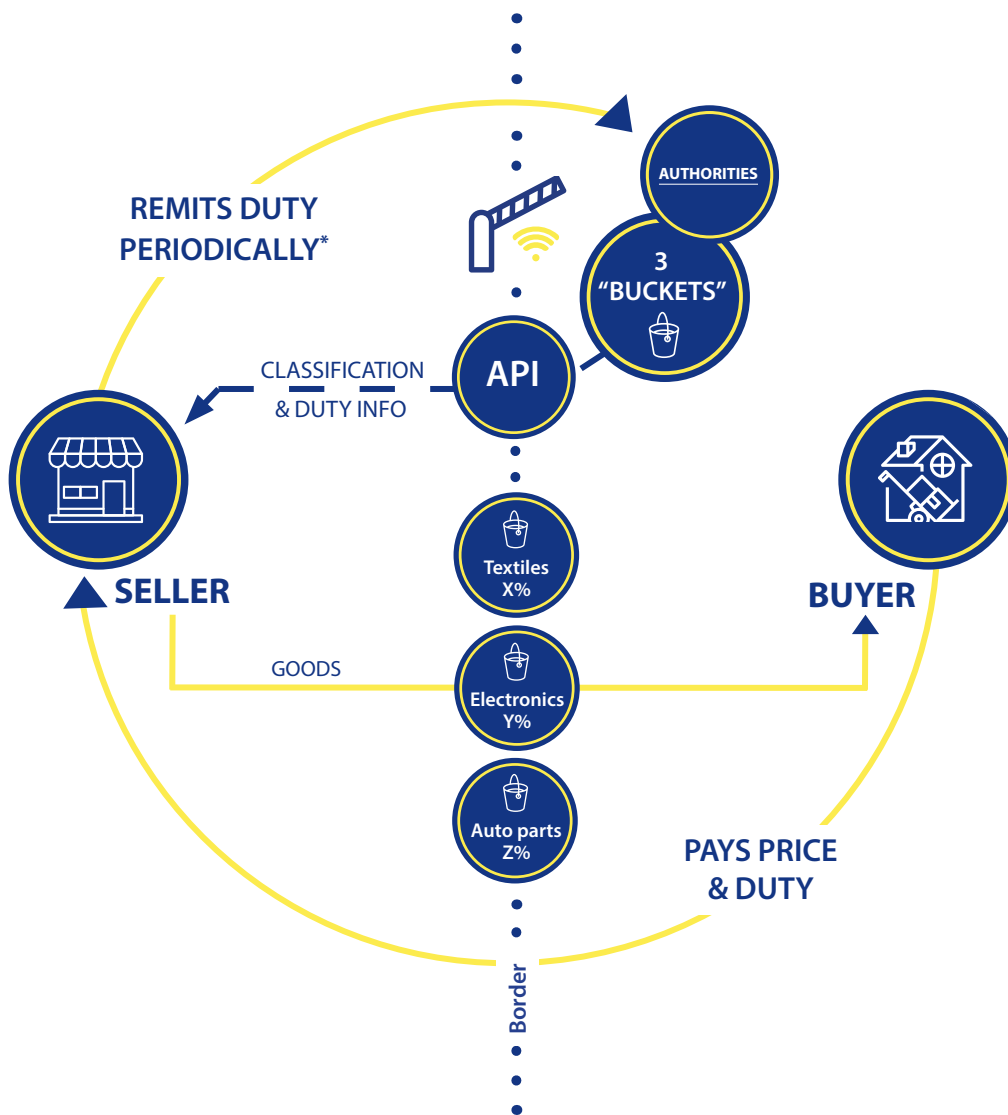 AUTHORITIES
REMITS DUTY
PERIODICALLY*
3
“BUCKETS”
API
CLASSIFICATION
& DUTY INFO
Textiles
X%
SELLER
BUYER
GOODS
Electronics
Y%
Auto parts
Z%
PAYS PRICE
& DUTY
Border